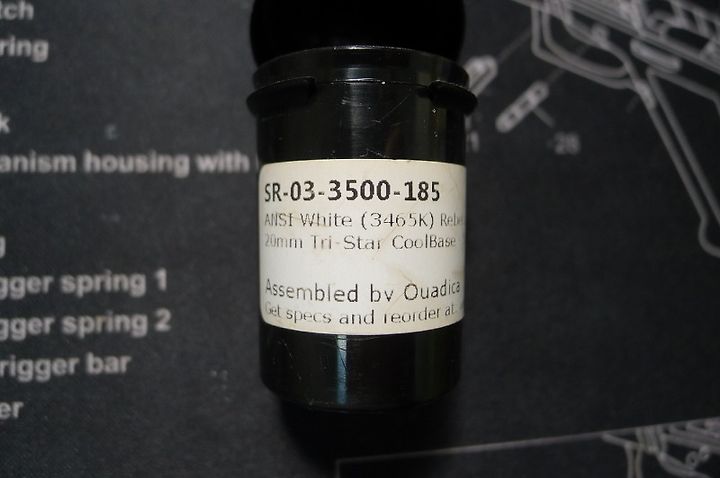 tch
ring
k
anism housing with
g
gger spring 1
gger spring 2
rigger bar
er
28
SR-03-3500-185
ANSI White (3465K) Rebe
20mm Tri-Star CoolBase
Assembled by Quadica
Get specs and reorder at